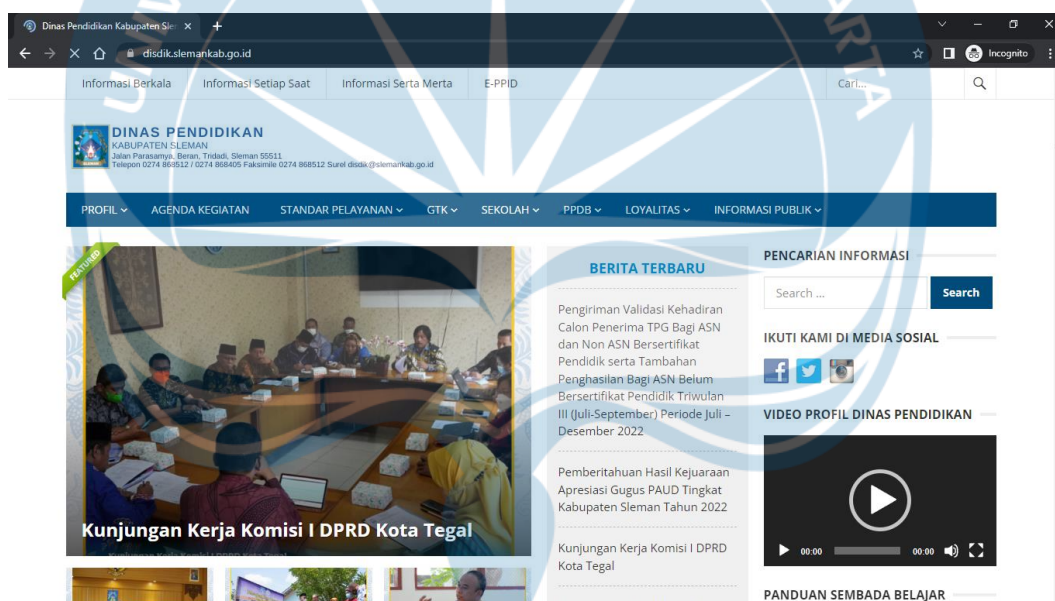 Dinas Pendidikan Kabupaten Sle
disdik.slemankab.go.id
Incognito
Informasi Berkala
Informasi Setiap Saat
Informasi Serta Merta
E-PPID
Cari...
DINAS PENDIDIKAN
KABUPATEN SLEMAN
Jalan Parasamya, Beran, Tridadi, Sleman 55511
Telepon 0274 868512 / 0274 868405 Faksimile 0274 868512 Surel disdik@slemankab.go.id
PROFIL
AGENDA KEGIATAN
STANDAR PELAYANAN
GTK
SEKOLAH
PPDB
LOYALITAS
INFORMASI PUBLIK
FEATURED
Kunjungan Kerja Komisi I DPRD Kota Tegal
BERITA TERBARU
Pengiriman Validasi Kehadiran
Calon Penerima TPG Bagi ASN
dan Non ASN Bersertifikat
Pendidik serta Tambahan
Penghasilan Bagi ASN Belum
Bersertifikat Pendidik Triwulan
III (Juli-September) Periode Juli –
Desember 2022
Pemberitahuan Hasil Kejuaraan
Apresiasi Gugus PAUD Tingkat
Kabupaten Sleman Tahun 2022
Kunjungan Kerja Komisi I DPRD
Kota Tegal
PENCARIAN INFORMASI
Search ...
Search
IKUTI KAMI DI MEDIA SOSIAL
VIDEO PROFIL DINAS PENDIDIKAN
00:00
00:00
PANDUAN SEMBADA BELAJAR